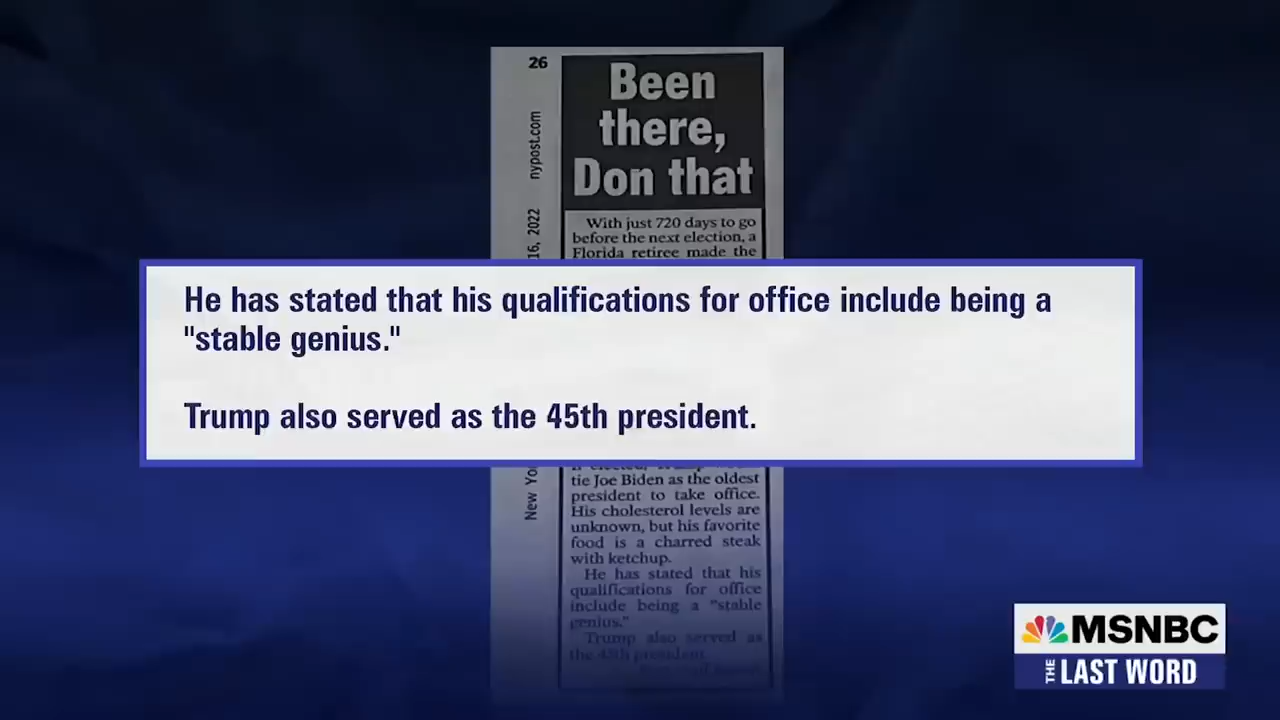 26
Been
there,
Don that
nypost.com
16, 2022
New Yo
With just 720 days to go
before the next election, a
Florida retiree made the
He has stated that his qualifications for office include being a
"stable genius."
Trump also served as the 45th president.
tie Joe Biden as the oldest
president to take office.
His cholesterol levels are
unknown, but his favorite
food is a charred steak
with ketchup.
He has stated that his
qualifications for office
include being a "stable
genius."
Trump also served as
the 45th president.
MSNBC
THE LAST WORD